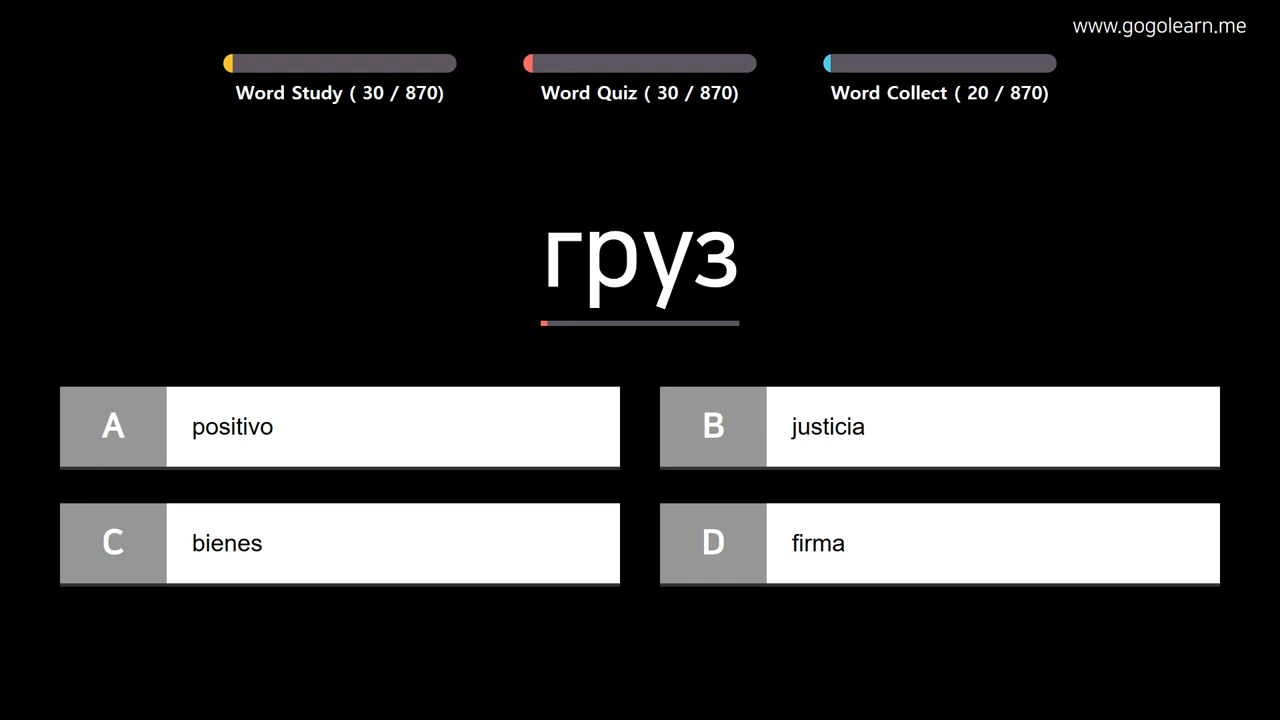 www.gogolearn.me
Word Study ( 30 / 870)
Word Quiz ( 30 / 870)
Word Collect ( 20 / 870)
груз
A positivo
B justicia
C bienes
D firma